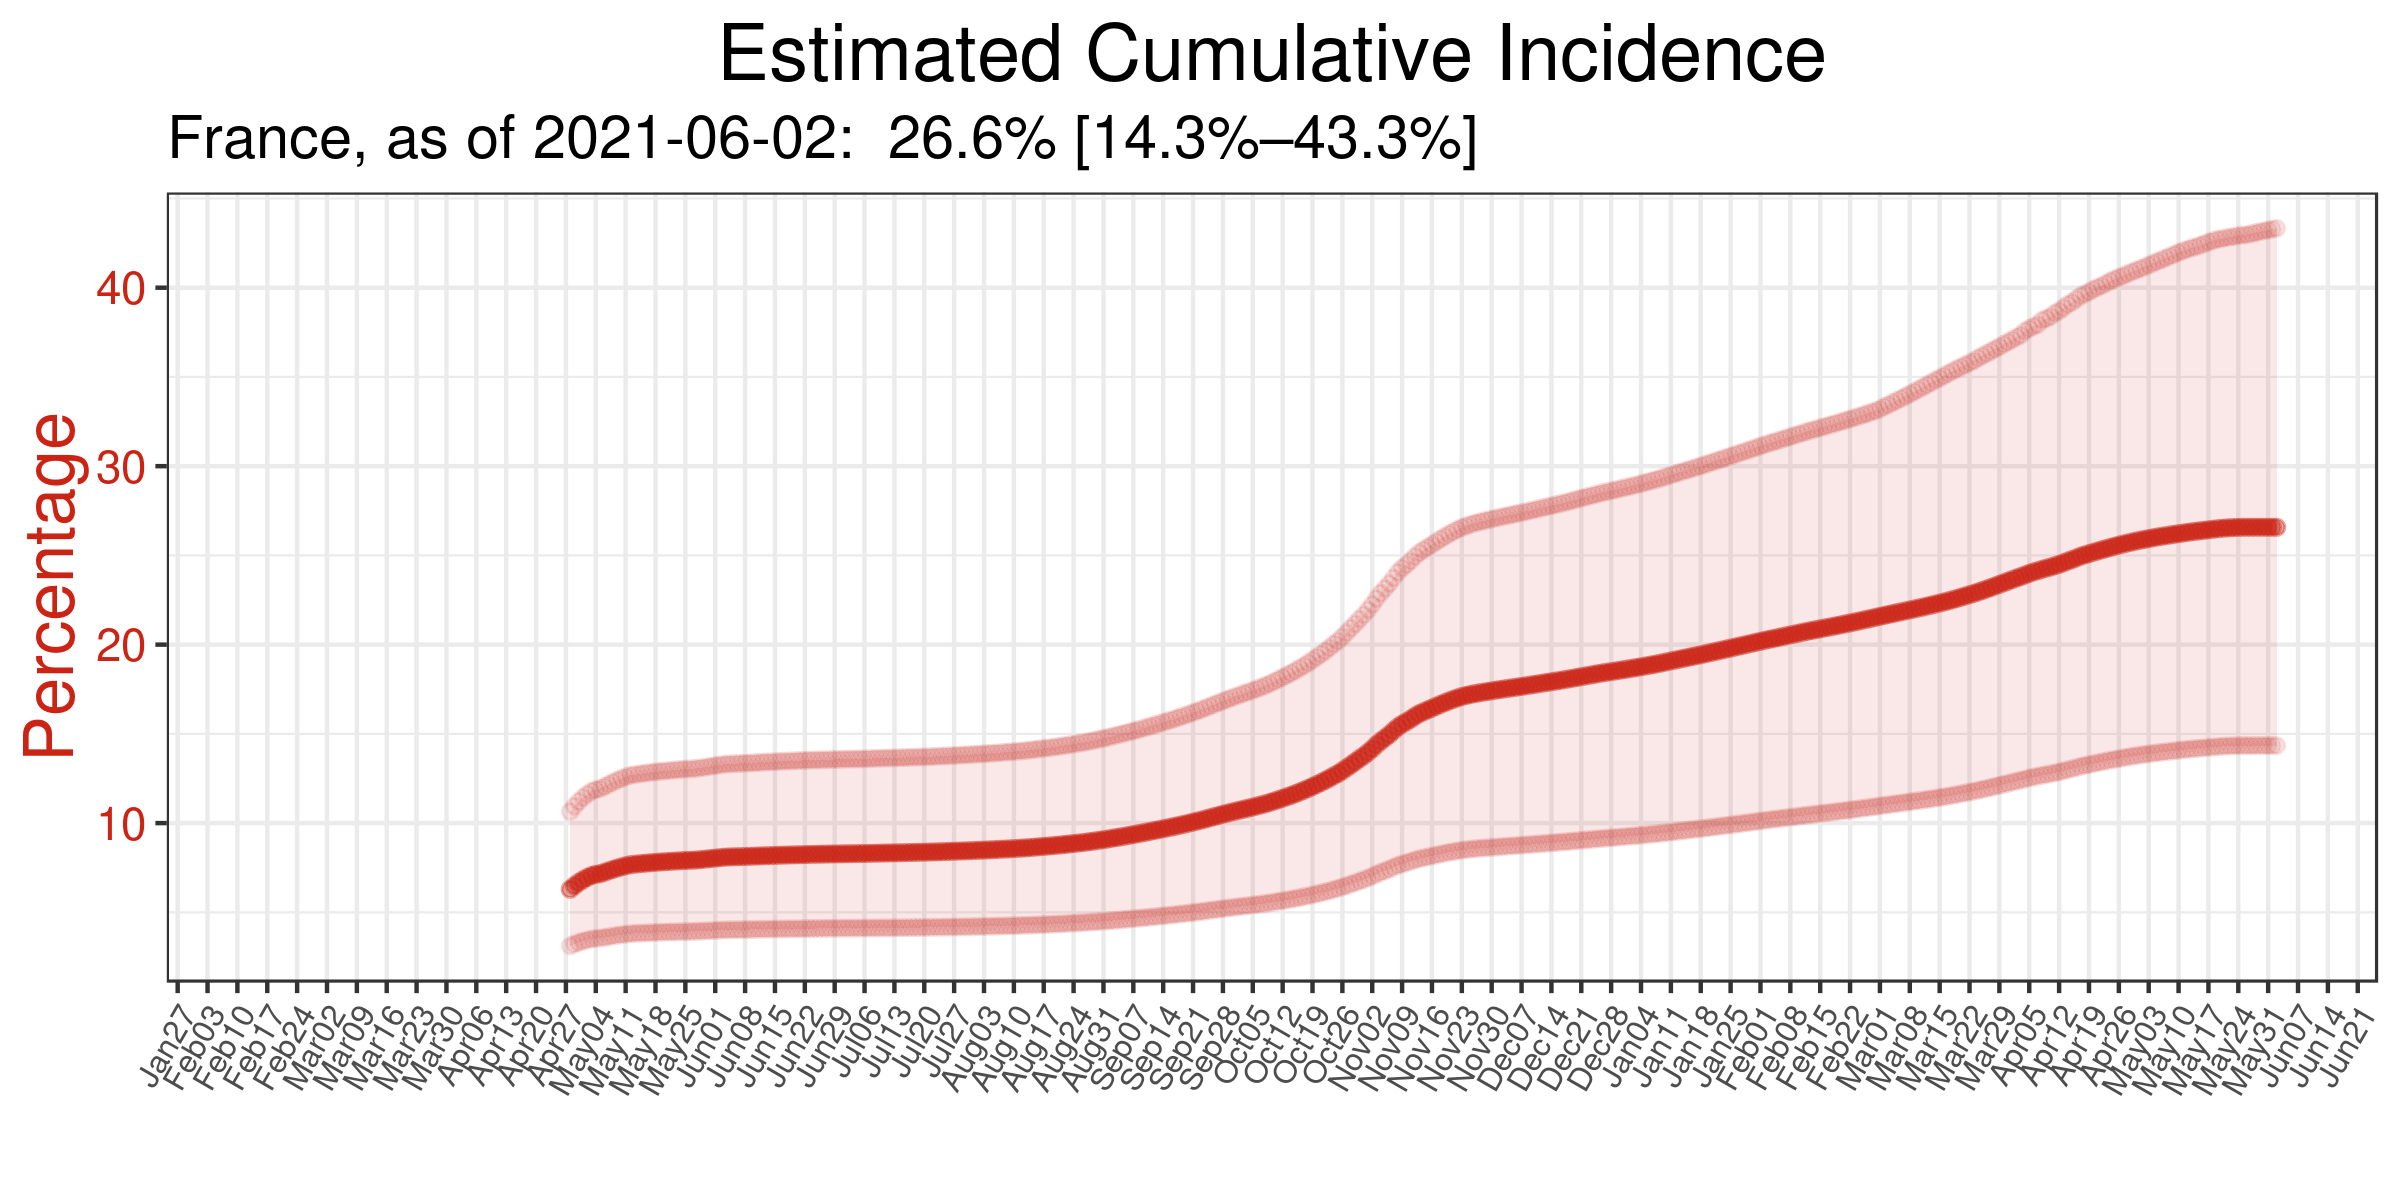 Estimated Cumulative Incidence
France, as of 2021-06-02:  26.6% [14.3%–43.3%]
Percentage
40
30
20
10
Jan27
Feb03
Feb10
Feb17
Feb24
Mar02
Mar09
Mar16
Mar23
Mar30
Apr06
Apr13
Apr20
Apr27
May04
May11
May18
May25
Jun01
Jun08
Jun15
Jun22
Jun29
Jul06
Jul13
Jul20
Jul27
Aug03
Aug10
Aug17
Aug24
Aug31
Sep07
Sep14
Sep21
Sep28
Oct05
Oct12
Oct19
Oct26
Nov02
Nov09
Nov16
Nov23
Nov30
Dec07
Dec14
Dec21
Dec28
Jan04
Jan11
Jan18
Jan25
Feb01
Feb08
Feb15
Feb22
Mar01
Mar08
Mar15
Mar22
Mar29
Apr05
Apr12
Apr19
Apr26
May03
May10
May17
May24
May31
Jun07
Jun14
Jun21